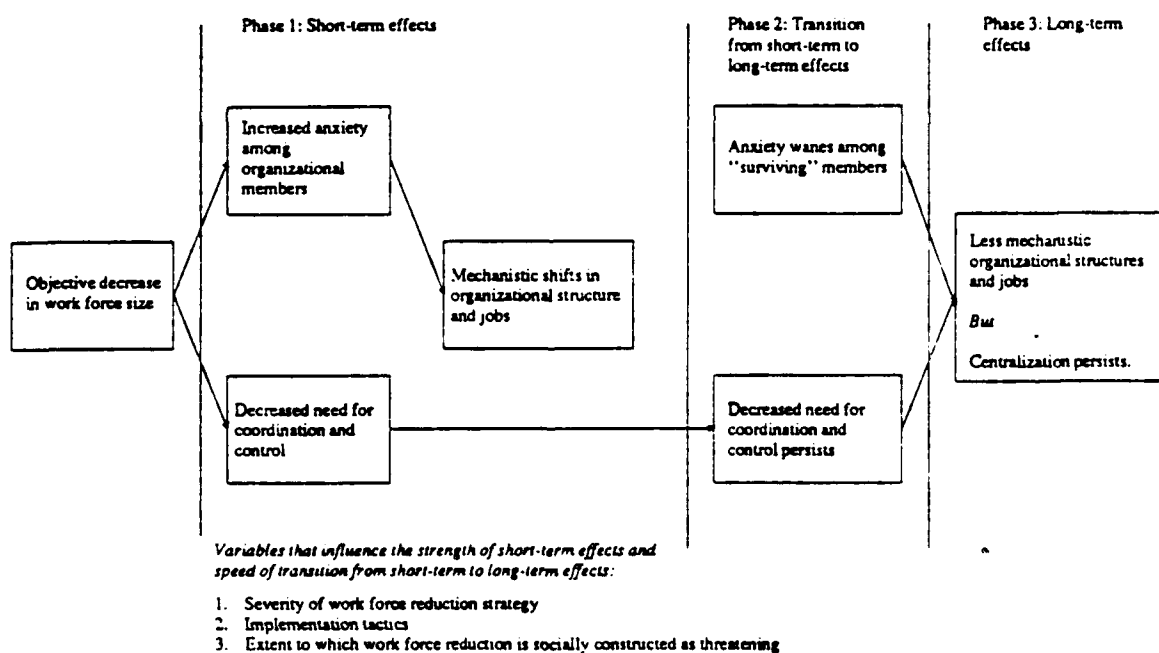 Phase 1: Short-term effects
Phase 2: Transition
from short-term to
long-term effects
Phase 3: Long-term
effects
Increased anxiety
among
organizational
members
Anxiety wanes among
"surviving" members
Objective decrease
in work force size
Mechanistic shifts in
organizational structure
and jobs
Less mechanistic
organizational structures
and jobs
But
Centralization persists.
Decreased need for
coordination and
control
Decreased need for
coordination and
control persists
Variables that influence the strength of short-term effects and
speed of transition from short-term to long-term effects:
1. Severity of work force reduction strategy
2. Implementation tactics
3. Extent to which work force reduction is socially constructed as threatening